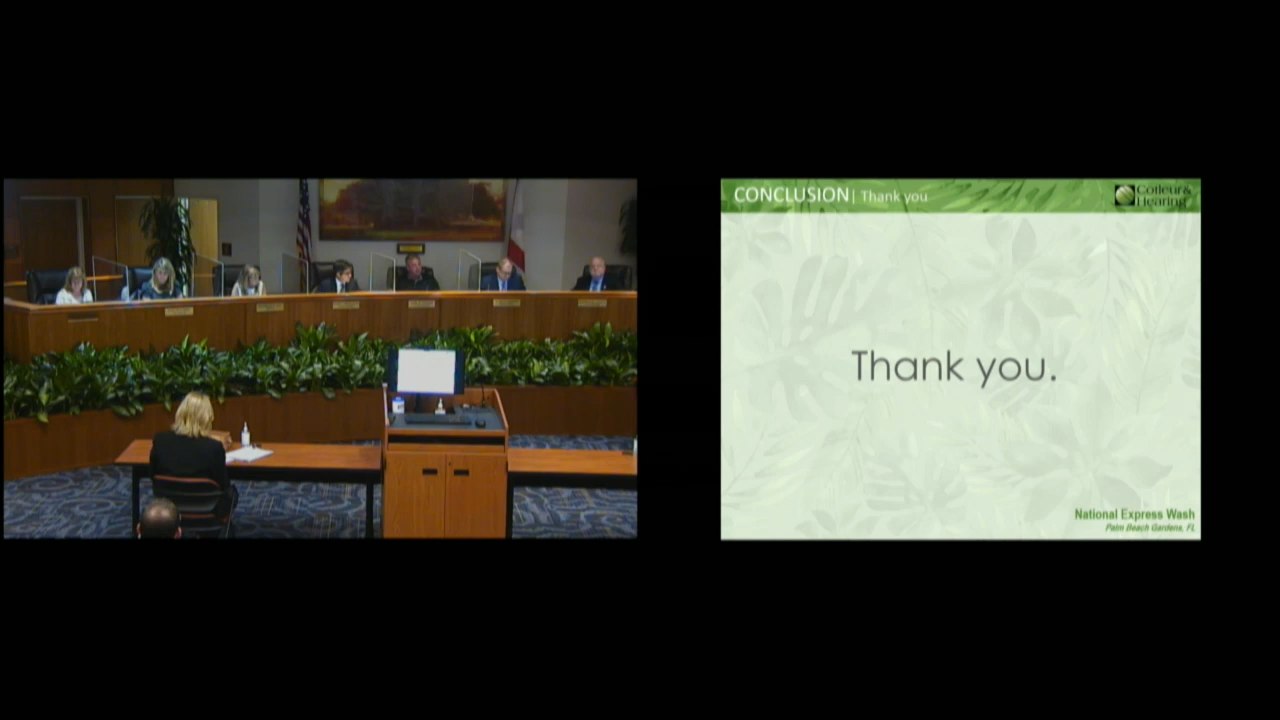 CONCLUSION| Thank you
Cotleur&
Hearing
Thank you.
National Express Wash
Palm Beach Gardens, FL